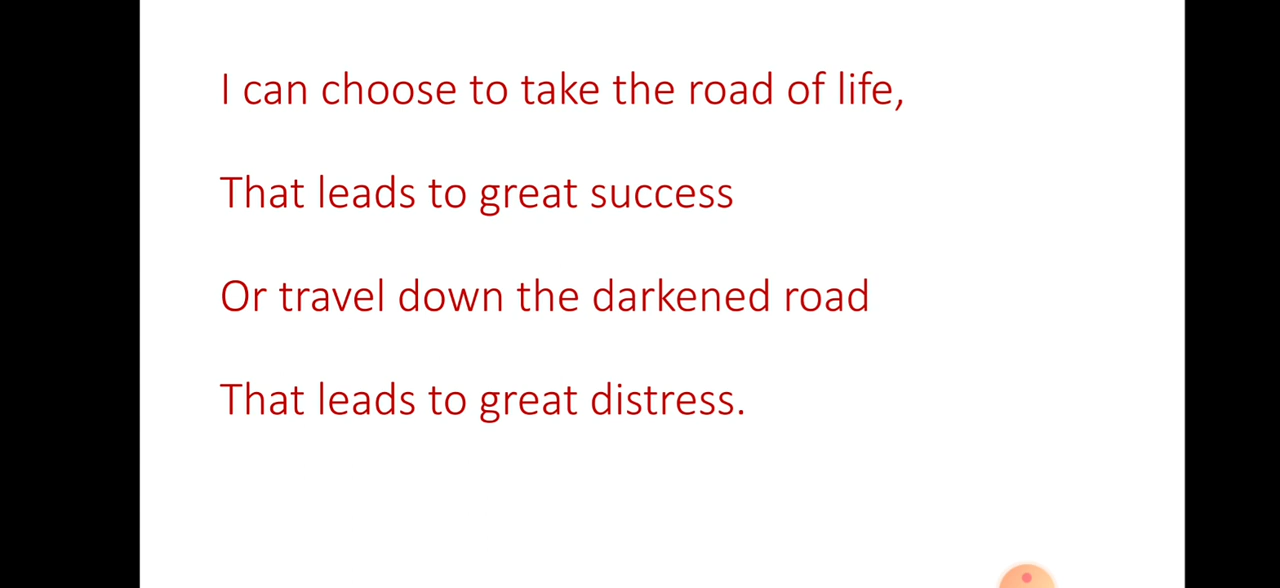 I can choose to take the road of life,
That leads to great success
Or travel down the darkened road
That leads to great distress.